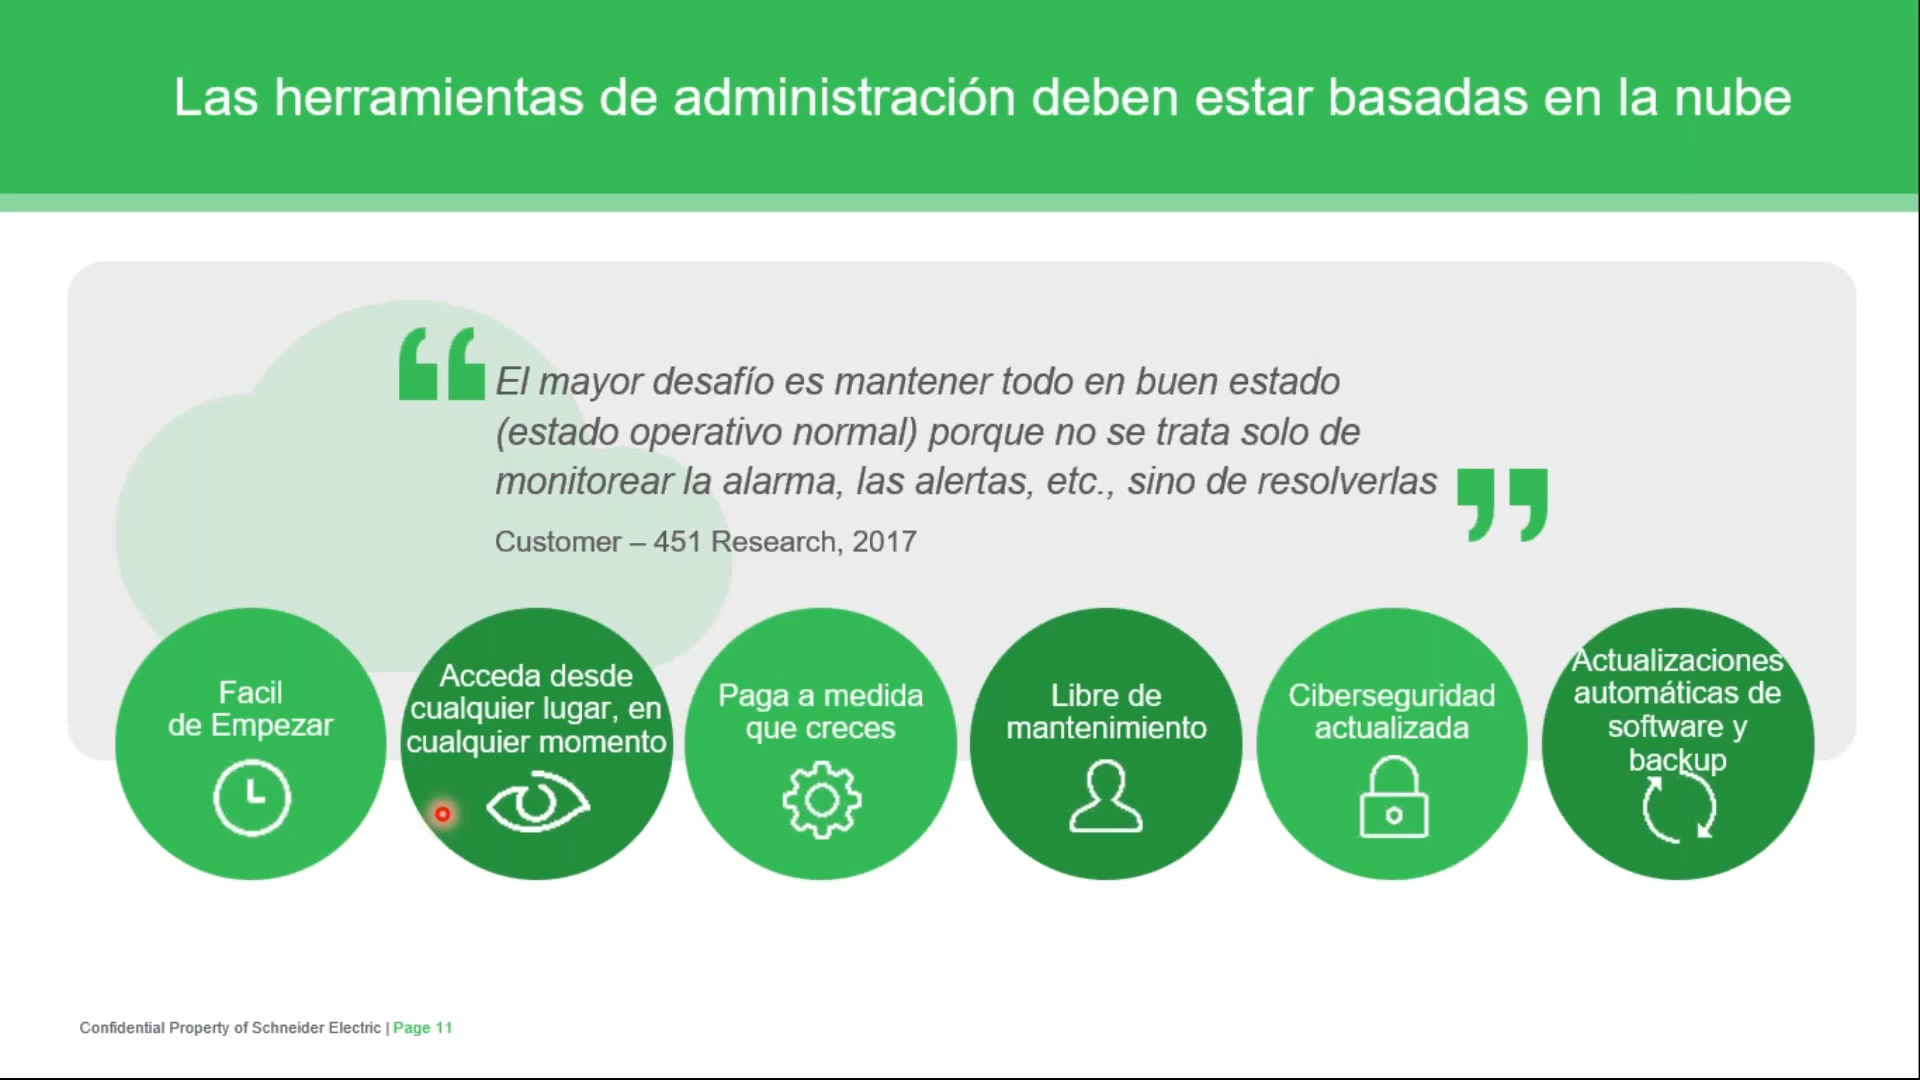 Las herramientas de administración deben estar basadas en la nube
“El mayor desafío es mantener todo en buen estado
(estado operativo normal) porque no se trata solo de
monitorear la alarma, las alertas, etc., sino de resolverlas”
Customer – 451 Research, 2017
Facil
de Empezar
Acceda desde
cualquier lugar, en
cualquier momento
Paga a medida
que creces
Libre de
mantenimiento
Ciberseguridad
actualizada
Actualizaciones
automáticas de
software y
backup
Confidential Property of Schneider Electric | Page 11